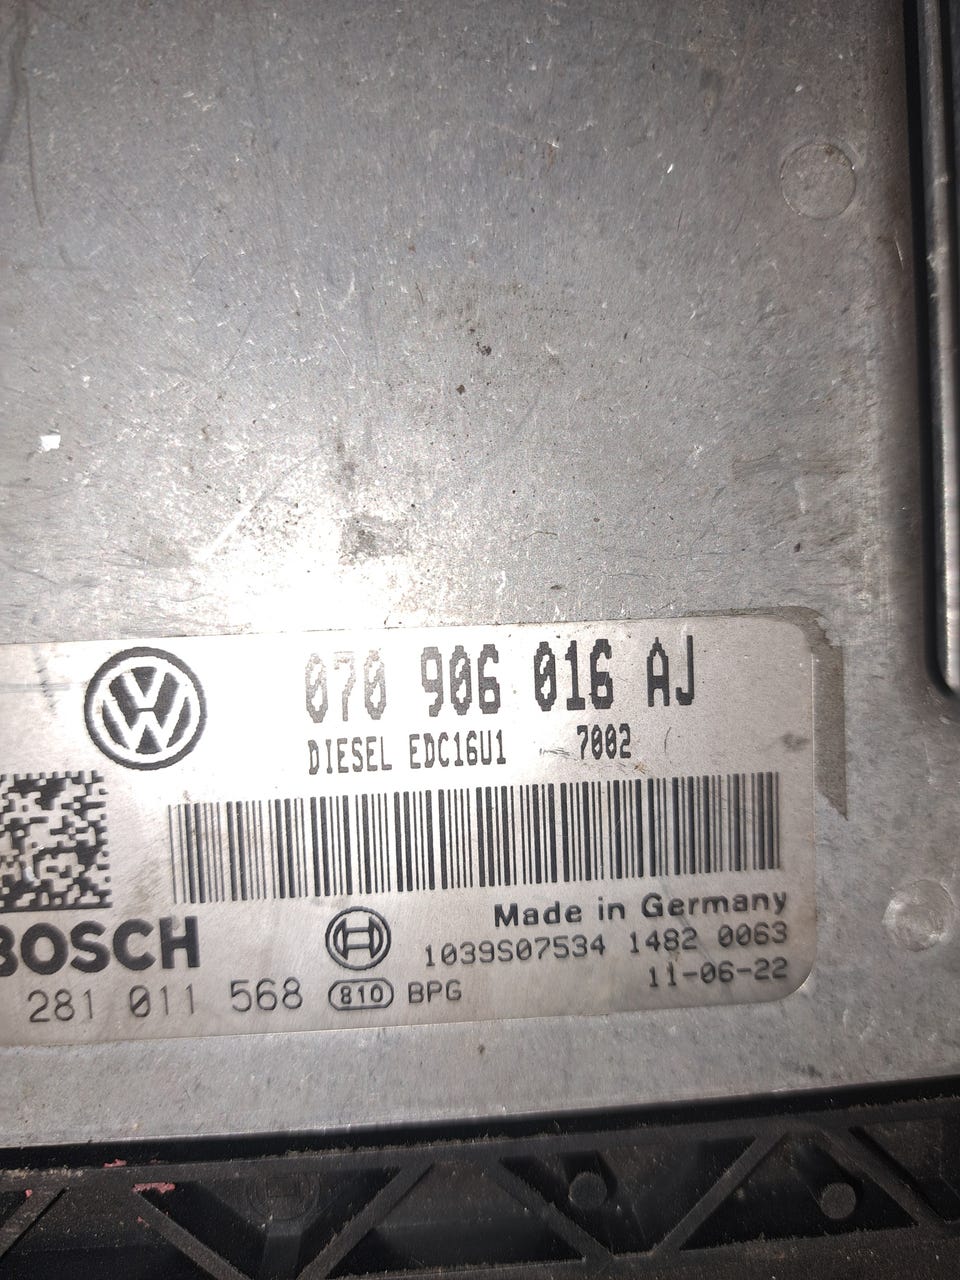 070 906 016 AJ
DIESEL EDC16U1 7002
Made in Germany
BOSCH
1039S07534 1482 0063
281 011 568 810 BPG
11-06-22